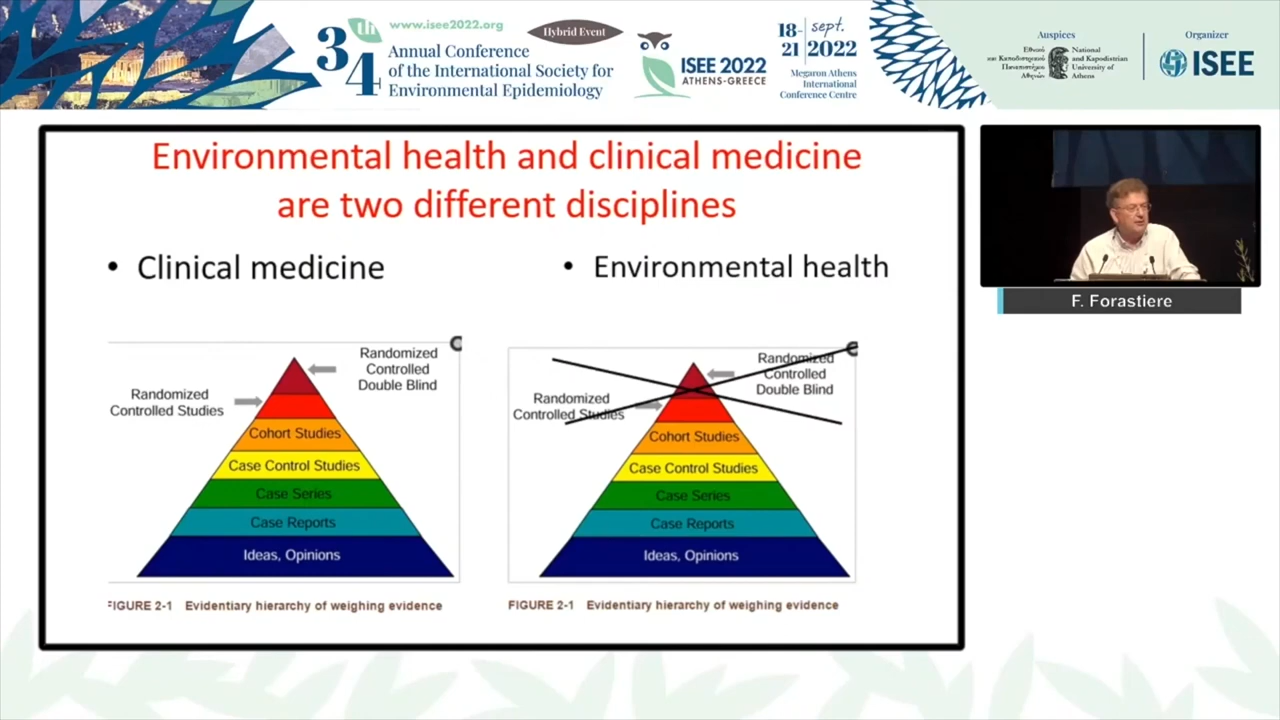 34th
www.isee2022.org
Hybrid Event
Annual Conference
of the International Society for
Environmental Epidemiology
ISEE 2022
ATHENS-GREECE
18-
21
sept.
2022
Megaron Athens
International
Conference Centre
Auspices
Εθνικόν
και Καποδιστριακόν
Πανεπιστήμιον
Αθηνών
National
and Kapodistrian
University of
Athens
Organizer
ISEE
Environmental health and clinical medicine
are two different disciplines
• Clinical medicine
Randomized
Controlled
Double Blind
Randomized
Controlled Studies
Cohort Studies
Case Control Studies
Case Series
Case Reports
Ideas, Opinions
FIGURE 2-1 Evidentiary hierarchy of weighing evidence
• Environmental health
Randomized
Controlled
Double Blind
Randomized
Controlled Studies
Cohort Studies
Case Control Studies
Case Series
Case Reports
Ideas, Opinions
FIGURE 2-1 Evidentiary hierarchy of weighing evidence
F. Forastiere